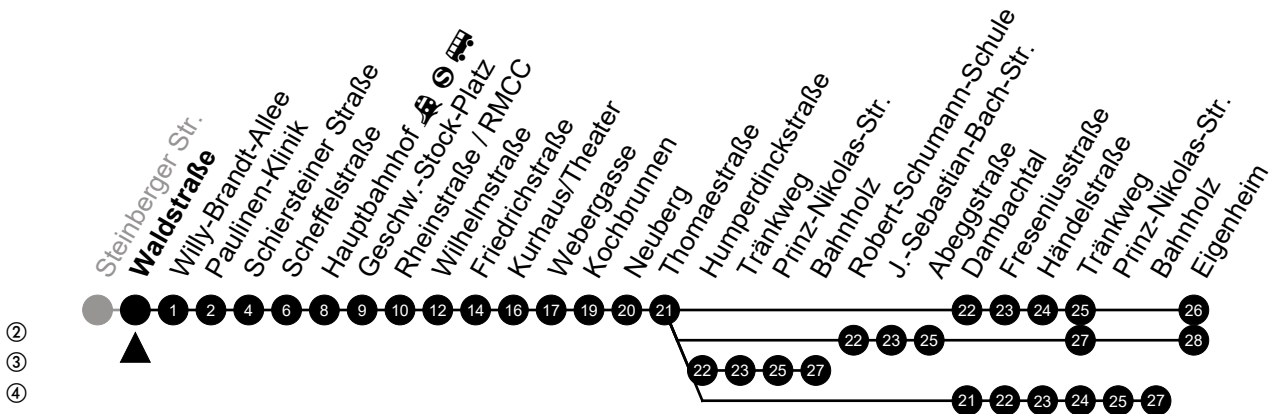 Steinberger Str.
Waldstraße
Willy-Brandt-Allee
Paulinen-Klinik
Schiersteiner Straße
Scheffelstraße
Hauptbahnhof S
Geschw.-Stock-Platz
Rheinstraße / RMCC
Wilhelmstraße
Friedrichstraße
Kurhaus/Theater
Webergasse
Kochbrunnen
Neuberg
Thomaestraße
Humperdinckstraße
Tränkweg
Prinz-Nikolas-Str.
Bahnholz
Robert-Schumann-Schule
J.-Sebastian-Bach-Str.
Abeggstraße
Dambachtal
Freseniusstraße
Händelstraße
Tränkweg
Prinz-Nikolas-Str.
Bahnholz
Eigenheim
1 2 4 6 8 9 10 12 14 16 17 19 20 21 22 23 24 25 26
② 22 23 25 27 28
③ 22 23 25 27
④ 21 22 23 24 25 27